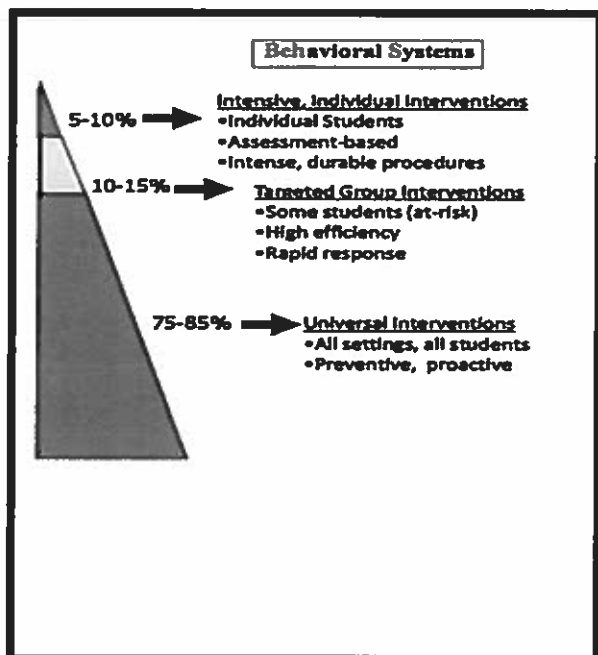 Behavioral Systems
5-10%
Intensive, Individual Interventions
•Individual Students
•Assessment-based
•Intense, durable procedures
10-15%
Targeted Group Interventions
•Some students (at-risk)
•High efficiency
•Rapid response
75-85%
Universal Interventions
•All settings, all students
•Preventive, proactive